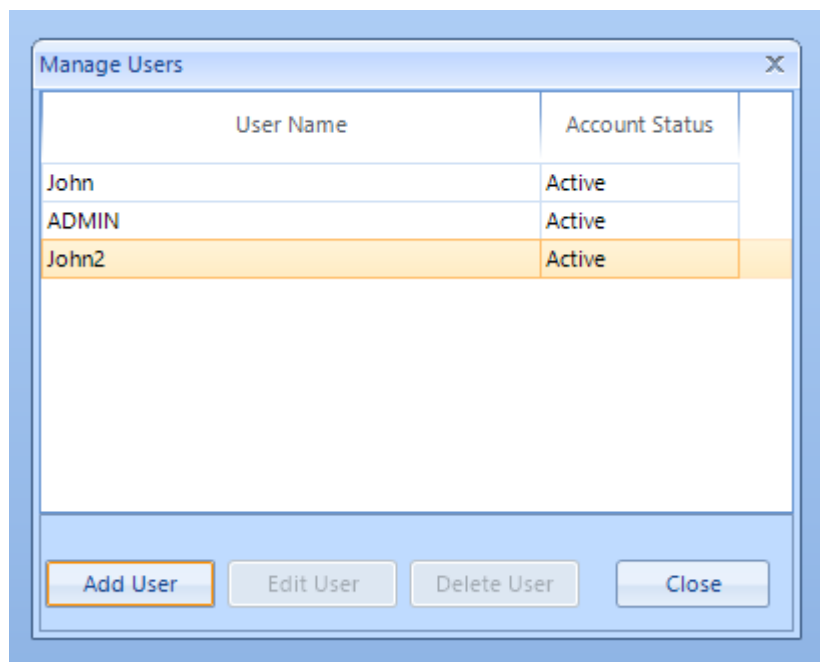 Manage Users
User Name Account Status
John Active
ADMIN Active
John2 Active
Add User Edit User Delete User Close